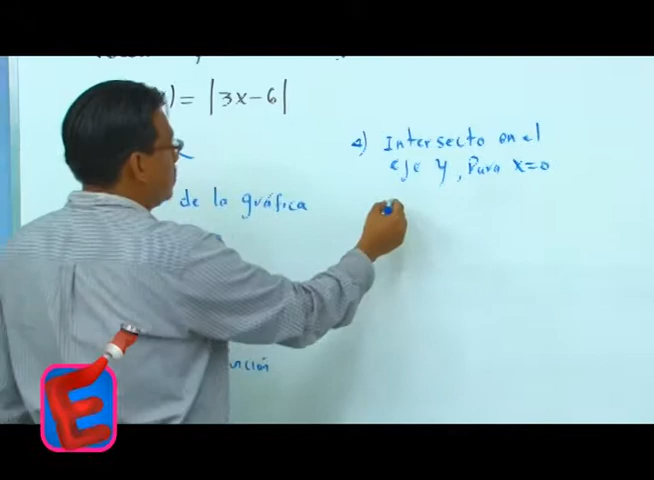 )= |3x-6|
4) Intersecto en el
eje y, Para x=0
de la gráfica